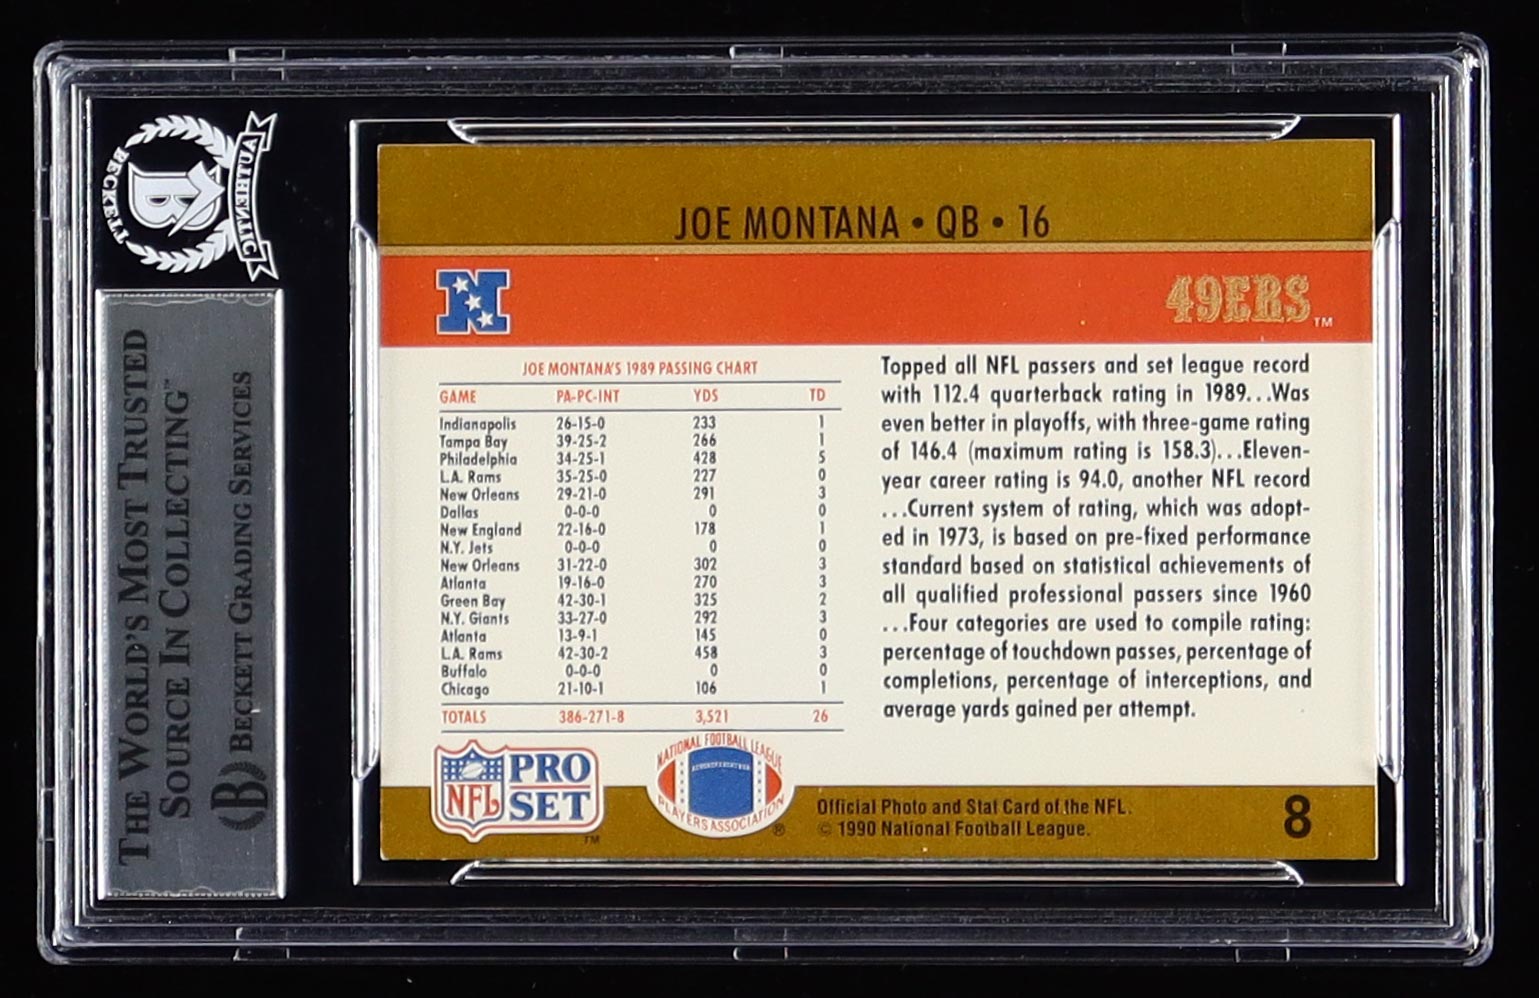 BECKETT
AUTHENTIC
B
THE WORLD'S MOST TRUSTED
SOURCE IN COLLECTING™
B BECKETT GRADING SERVICES
JOE MONTANA • QB • 16
N
49ERS TM
JOE MONTANA'S 1989 PASSING CHART
GAME PA-PC-INT YDS TD
Indianapolis 26-15-0 233 1
Tampa Bay 39-25-2 266 1
Philadelphia 34-25-1 428 5
L.A. Rams 35-25-0 227 0
New Orleans 29-21-0 291 3
Dallas 0-0-0 0 0
New England 22-16-0 178 1
N.Y. Jets 0-0-0 0 0
New Orleans 31-22-0 302 3
Atlanta 19-16-0 270 3
Green Bay 42-30-1 325 2
N.Y. Giants 33-27-0 292 3
Atlanta 13-9-1 145 0
L.A. Rams 42-30-2 458 3
Buffalo 0-0-0 0 0
Chicago 21-10-1 106 1
TOTALS 386-271-8 3,521 26
Topped all NFL passers and set league record
with 112.4 quarterback rating in 1989...Was
even better in playoffs, with three-game rating
of 146.4 (maximum rating is 158.3)...Eleven-
year career rating is 94.0, another NFL record
...Current system of rating, which was adopt-
ed in 1973, is based on pre-fixed performance
standard based on statistical achievements of
all qualified professional passers since 1960
...Four categories are used to compile rating:
percentage of touchdown passes, percentage of
completions, percentage of interceptions, and
average yards gained per attempt.
NFL PRO
SET TM
NATIONAL FOOTBALL LEAGUE
PLAYERS ASSOCIATION ®
Official Photo and Stat Card of the NFL.
© 1990 National Football League.
8